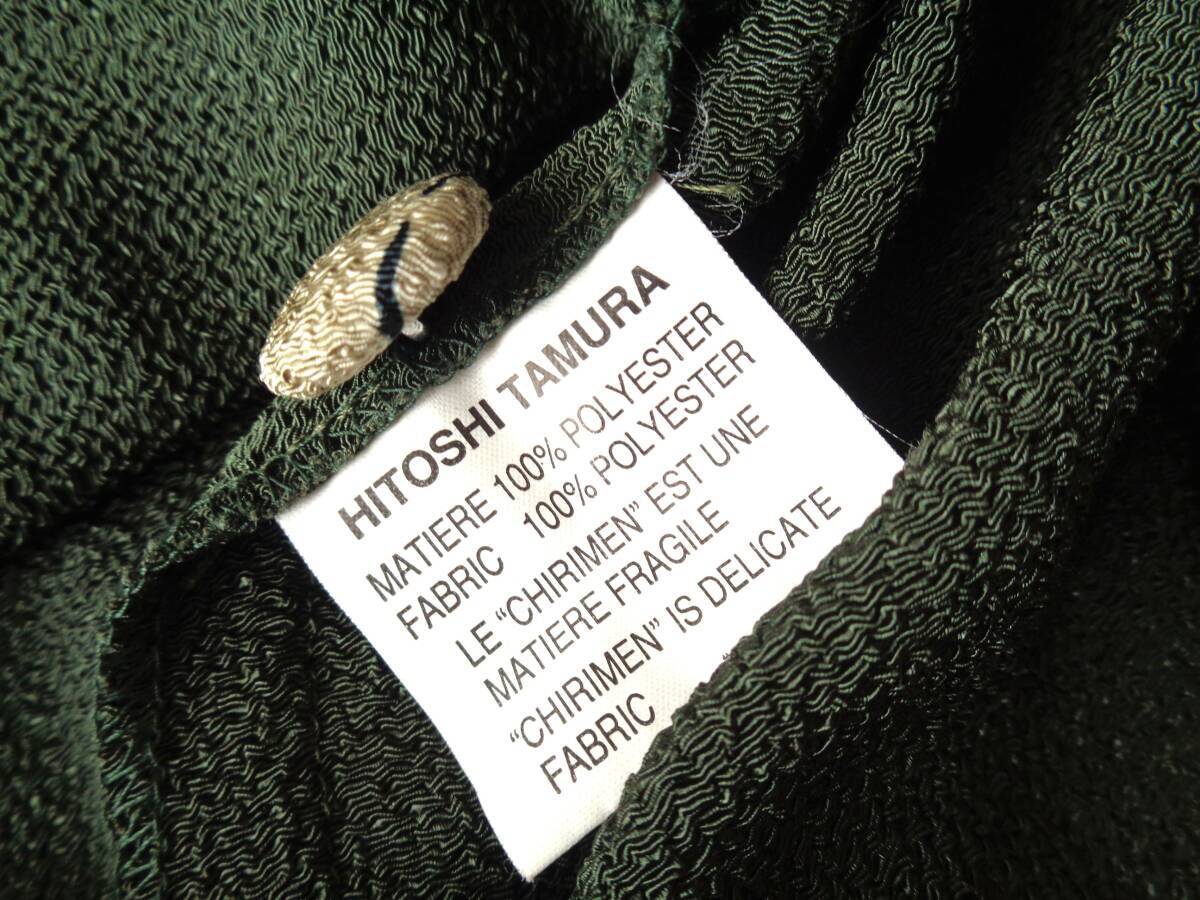 HITOSHI TAMURA
MATIERE 100% POLYESTER
FABRIC 100% POLYESTER
LE “CHIRIMEN” EST UNE
MATIERE FRAGILE
“CHIRIMEN” IS DELICATE
FABRIC